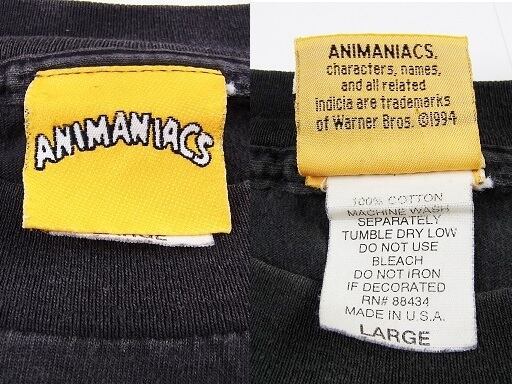 ANIMANIACS
LARGE
ANIMANIACS,
characters, names,
and all related
indicia are trademarks
of Warner Bros. ©1994
100% COTTON
MACHINE WASH
SEPARATELY
TUMBLE DRY LOW
DO NOT USE
BLEACH
DO NOT IRON
IF DECORATED
RN# 88434
MADE IN U.S.A.
LARGE